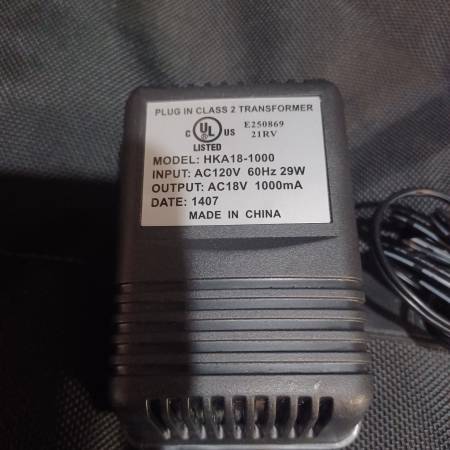 PLUG IN CLASS 2 TRANSFORMER
C UL US
LISTED
E250869
21RV
MODEL: HKA18-1000
INPUT: AC120V 60Hz 29W
OUTPUT: AC18V 1000mA
DATE: 1407
MADE IN CHINA